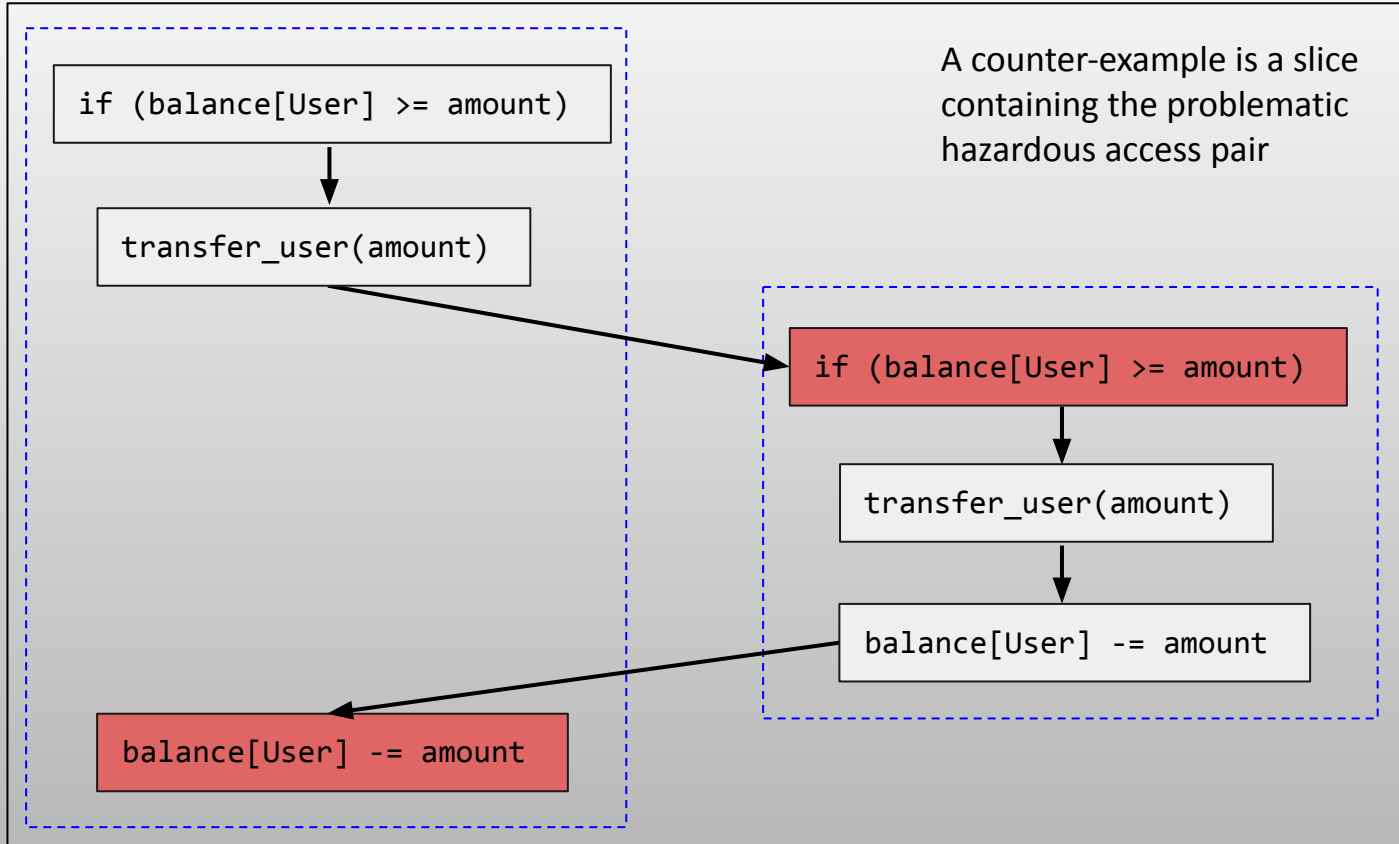 if (balance[User] >= amount)
A counter-example is a slice
containing the problematic
hazardous access pair
transfer_user(amount)
if (balance[User] >= amount)
transfer_user(amount)
balance[User] -= amount
balance[User] -= amount